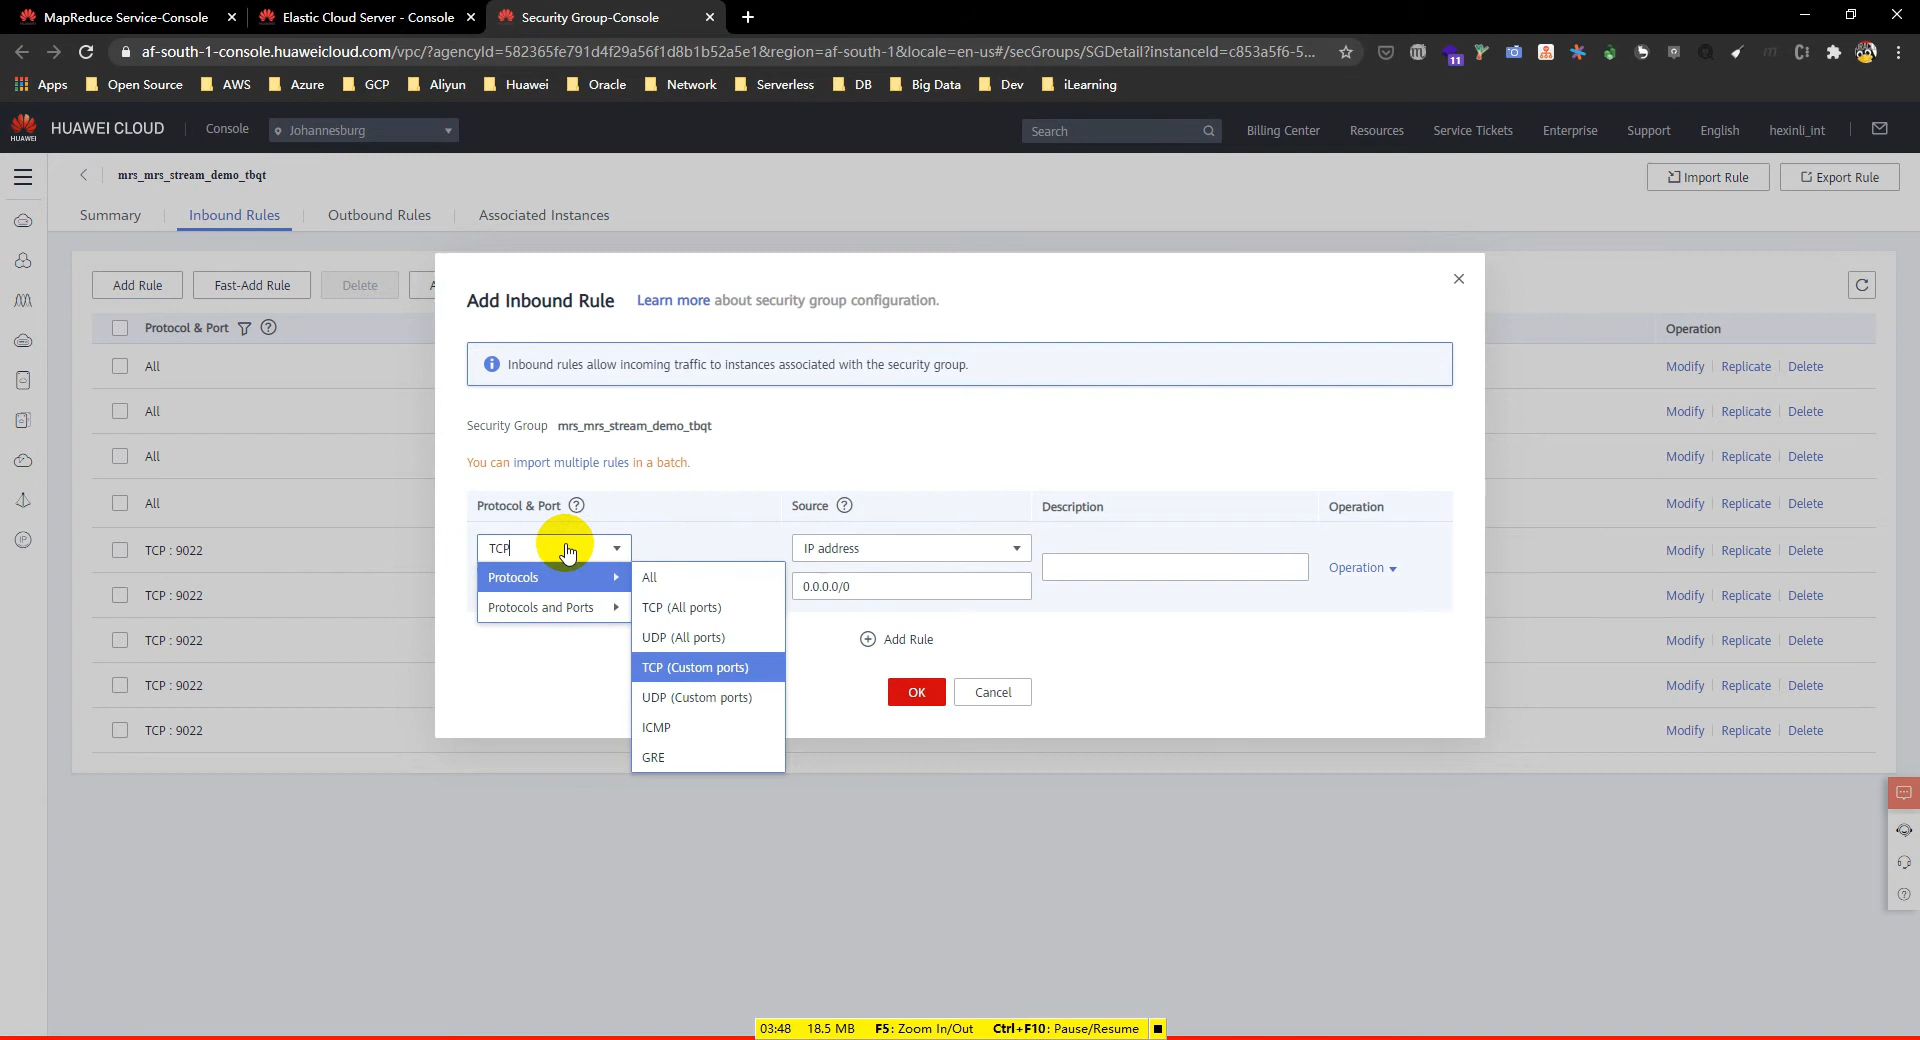 MapReduce Service-Console
Elastic Cloud Server - Console
Security Group-Console
af-south-1-console.huaweicloud.com/vpc/?agencyId=582365fe791d4f29a56f1d8b1b52a5e1&region=af-south-1&locale=en-us#/secGroups/SGDetail?instanceId=c853a5f6-5...
11
Apps Open Source AWS Azure GCP Aliyun Huawei Oracle Network Serverless DB Big Data Dev iLearning
HUAWEI
HUAWEI CLOUD Console Johannesburg Search Billing Center Resources Service Tickets Enterprise Support English hexinli_int
mrs_mrs_stream_demo_tbqt Import Rule Export Rule
Summary Inbound Rules Outbound Rules Associated Instances
Add Rule Fast-Add Rule Delete A
Protocol & Port ? Operation
All Modify Replicate Delete
All Modify Replicate Delete
All Modify Replicate Delete
All Modify Replicate Delete
TCP : 9022 Modify Replicate Delete
TCP : 9022 Modify Replicate Delete
TCP : 9022 Modify Replicate Delete
TCP : 9022 Modify Replicate Delete
TCP : 9022 Modify Replicate Delete
Add Inbound Rule Learn more about security group configuration.
Inbound rules allow incoming traffic to instances associated with the security group.
Security Group mrs_mrs_stream_demo_tbqt
You can import multiple rules in a batch.
Protocol & Port ? Source ? Description Operation
TCP IP address
0.0.0.0/0 Operation
Protocols
Protocols and Ports
All
TCP (All ports)
UDP (All ports)
TCP (Custom ports)
UDP (Custom ports)
ICMP
GRE
Add Rule
OK Cancel
IP
03:48 18.5 MB F5: Zoom In/Out Ctrl+F10: Pause/Resume